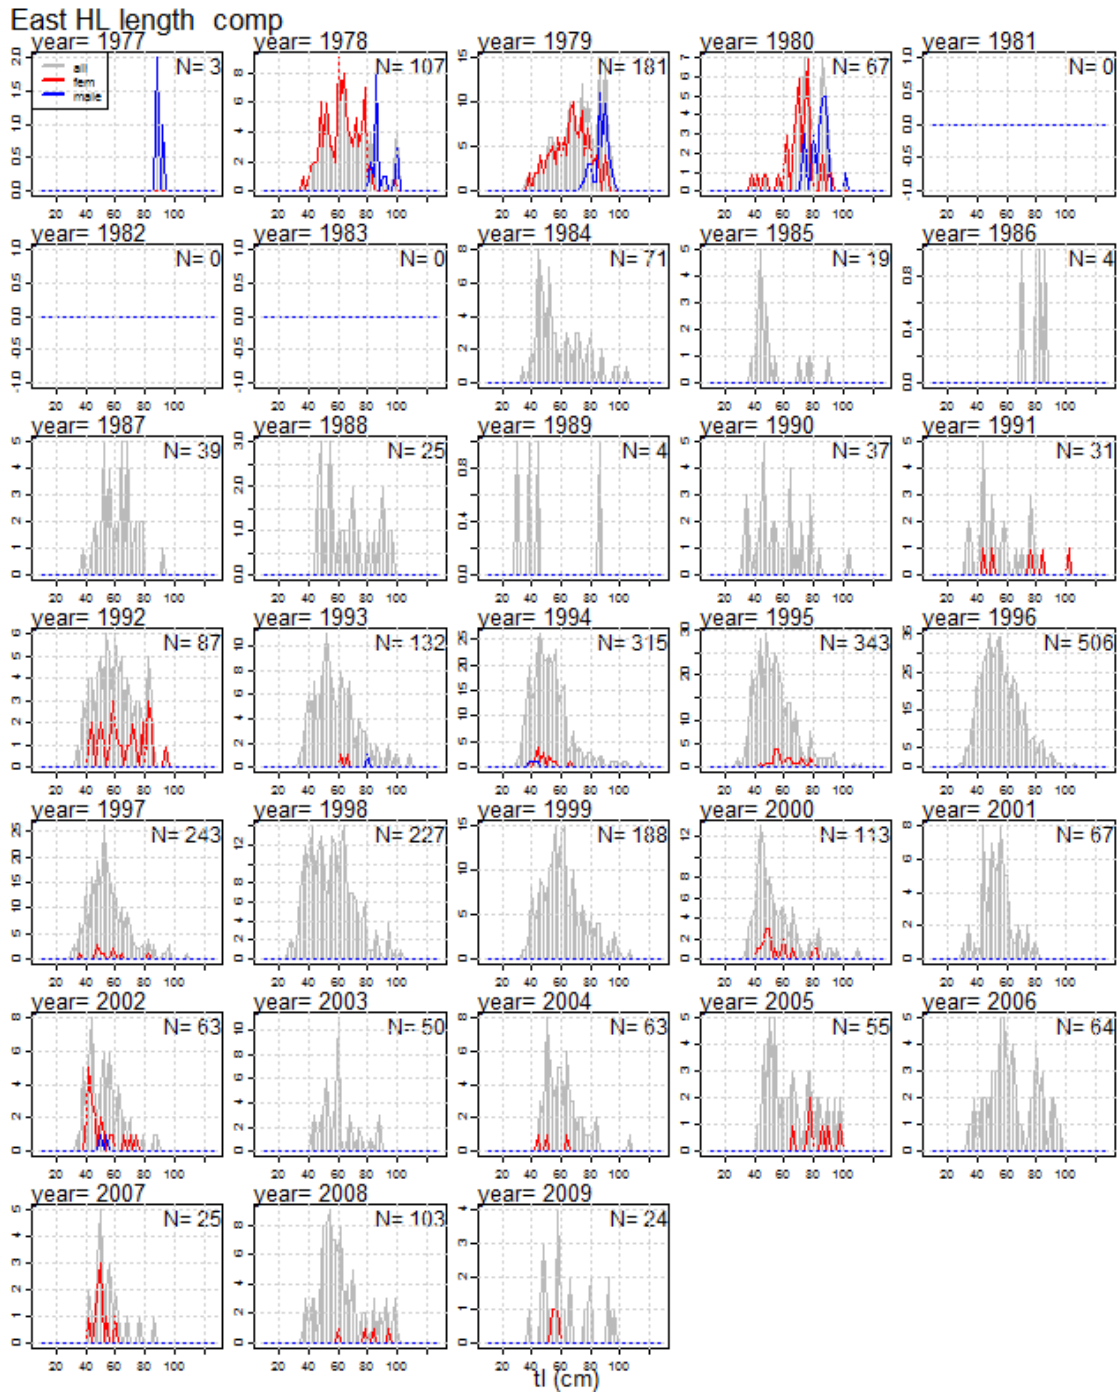 East HL length comp
year= 1977
N= 3
all
fem
male
year= 1978
N= 107
year= 1979
N= 181
year= 1980
N= 67
year= 1981
N= 0
year= 1982
N= 0
year= 1983
N= 0
year= 1984
N= 71
year= 1985
N= 19
year= 1986
N= 4
year= 1987
N= 39
year= 1988
N= 25
year= 1989
N= 4
year= 1990
N= 37
year= 1991
N= 31
year= 1992
N= 87
year= 1993
N= 132
year= 1994
N= 315
year= 1995
N= 343
year= 1996
N= 506
year= 1997
N= 243
year= 1998
N= 227
year= 1999
N= 188
year= 2000
N= 113
year= 2001
N= 67
year= 2002
N= 63
year= 2003
N= 50
year= 2004
N= 63
year= 2005
N= 55
year= 2006
N= 64
year= 2007
N= 25
year= 2008
N= 103
year= 2009
N= 24
20 40 60 80 100
tl (cm)